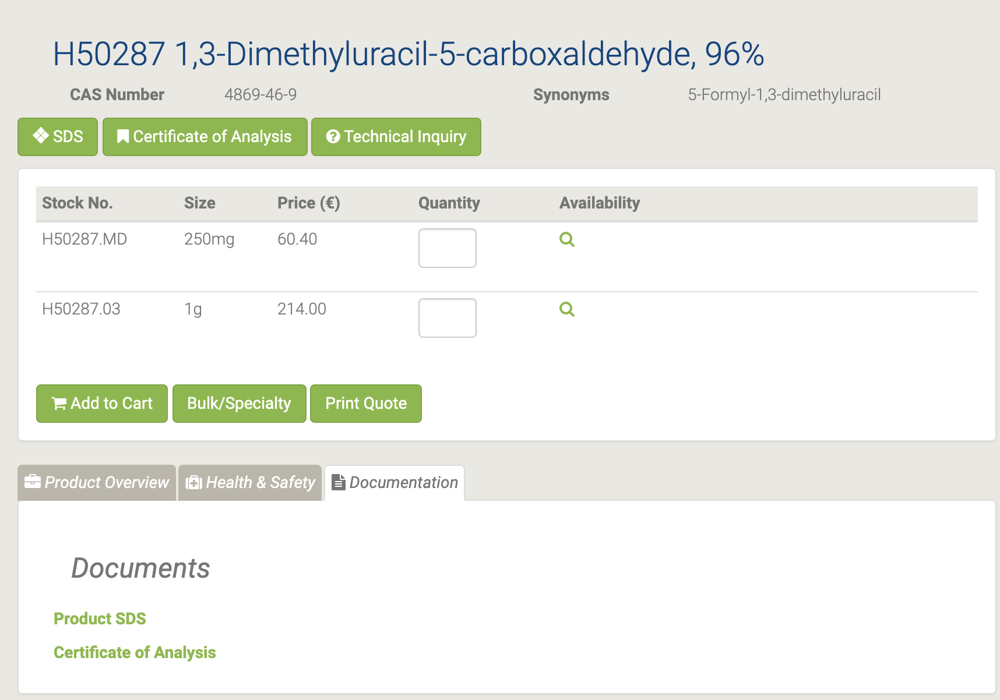 H50287 1,3-Dimethyluracil-5-carboxaldehyde, 96%
CAS Number 4869-46-9 Synonyms 5-Formyl-1,3-dimethyluracil
SDS Certificate of Analysis Technical Inquiry
Stock No. Size Price (€) Quantity Availability
H50287.MD 250mg 60.40
H50287.03 1g 214.00
Add to Cart Bulk/Specialty Print Quote
Product Overview Health & Safety Documentation
Documents
Product SDS
Certificate of Analysis